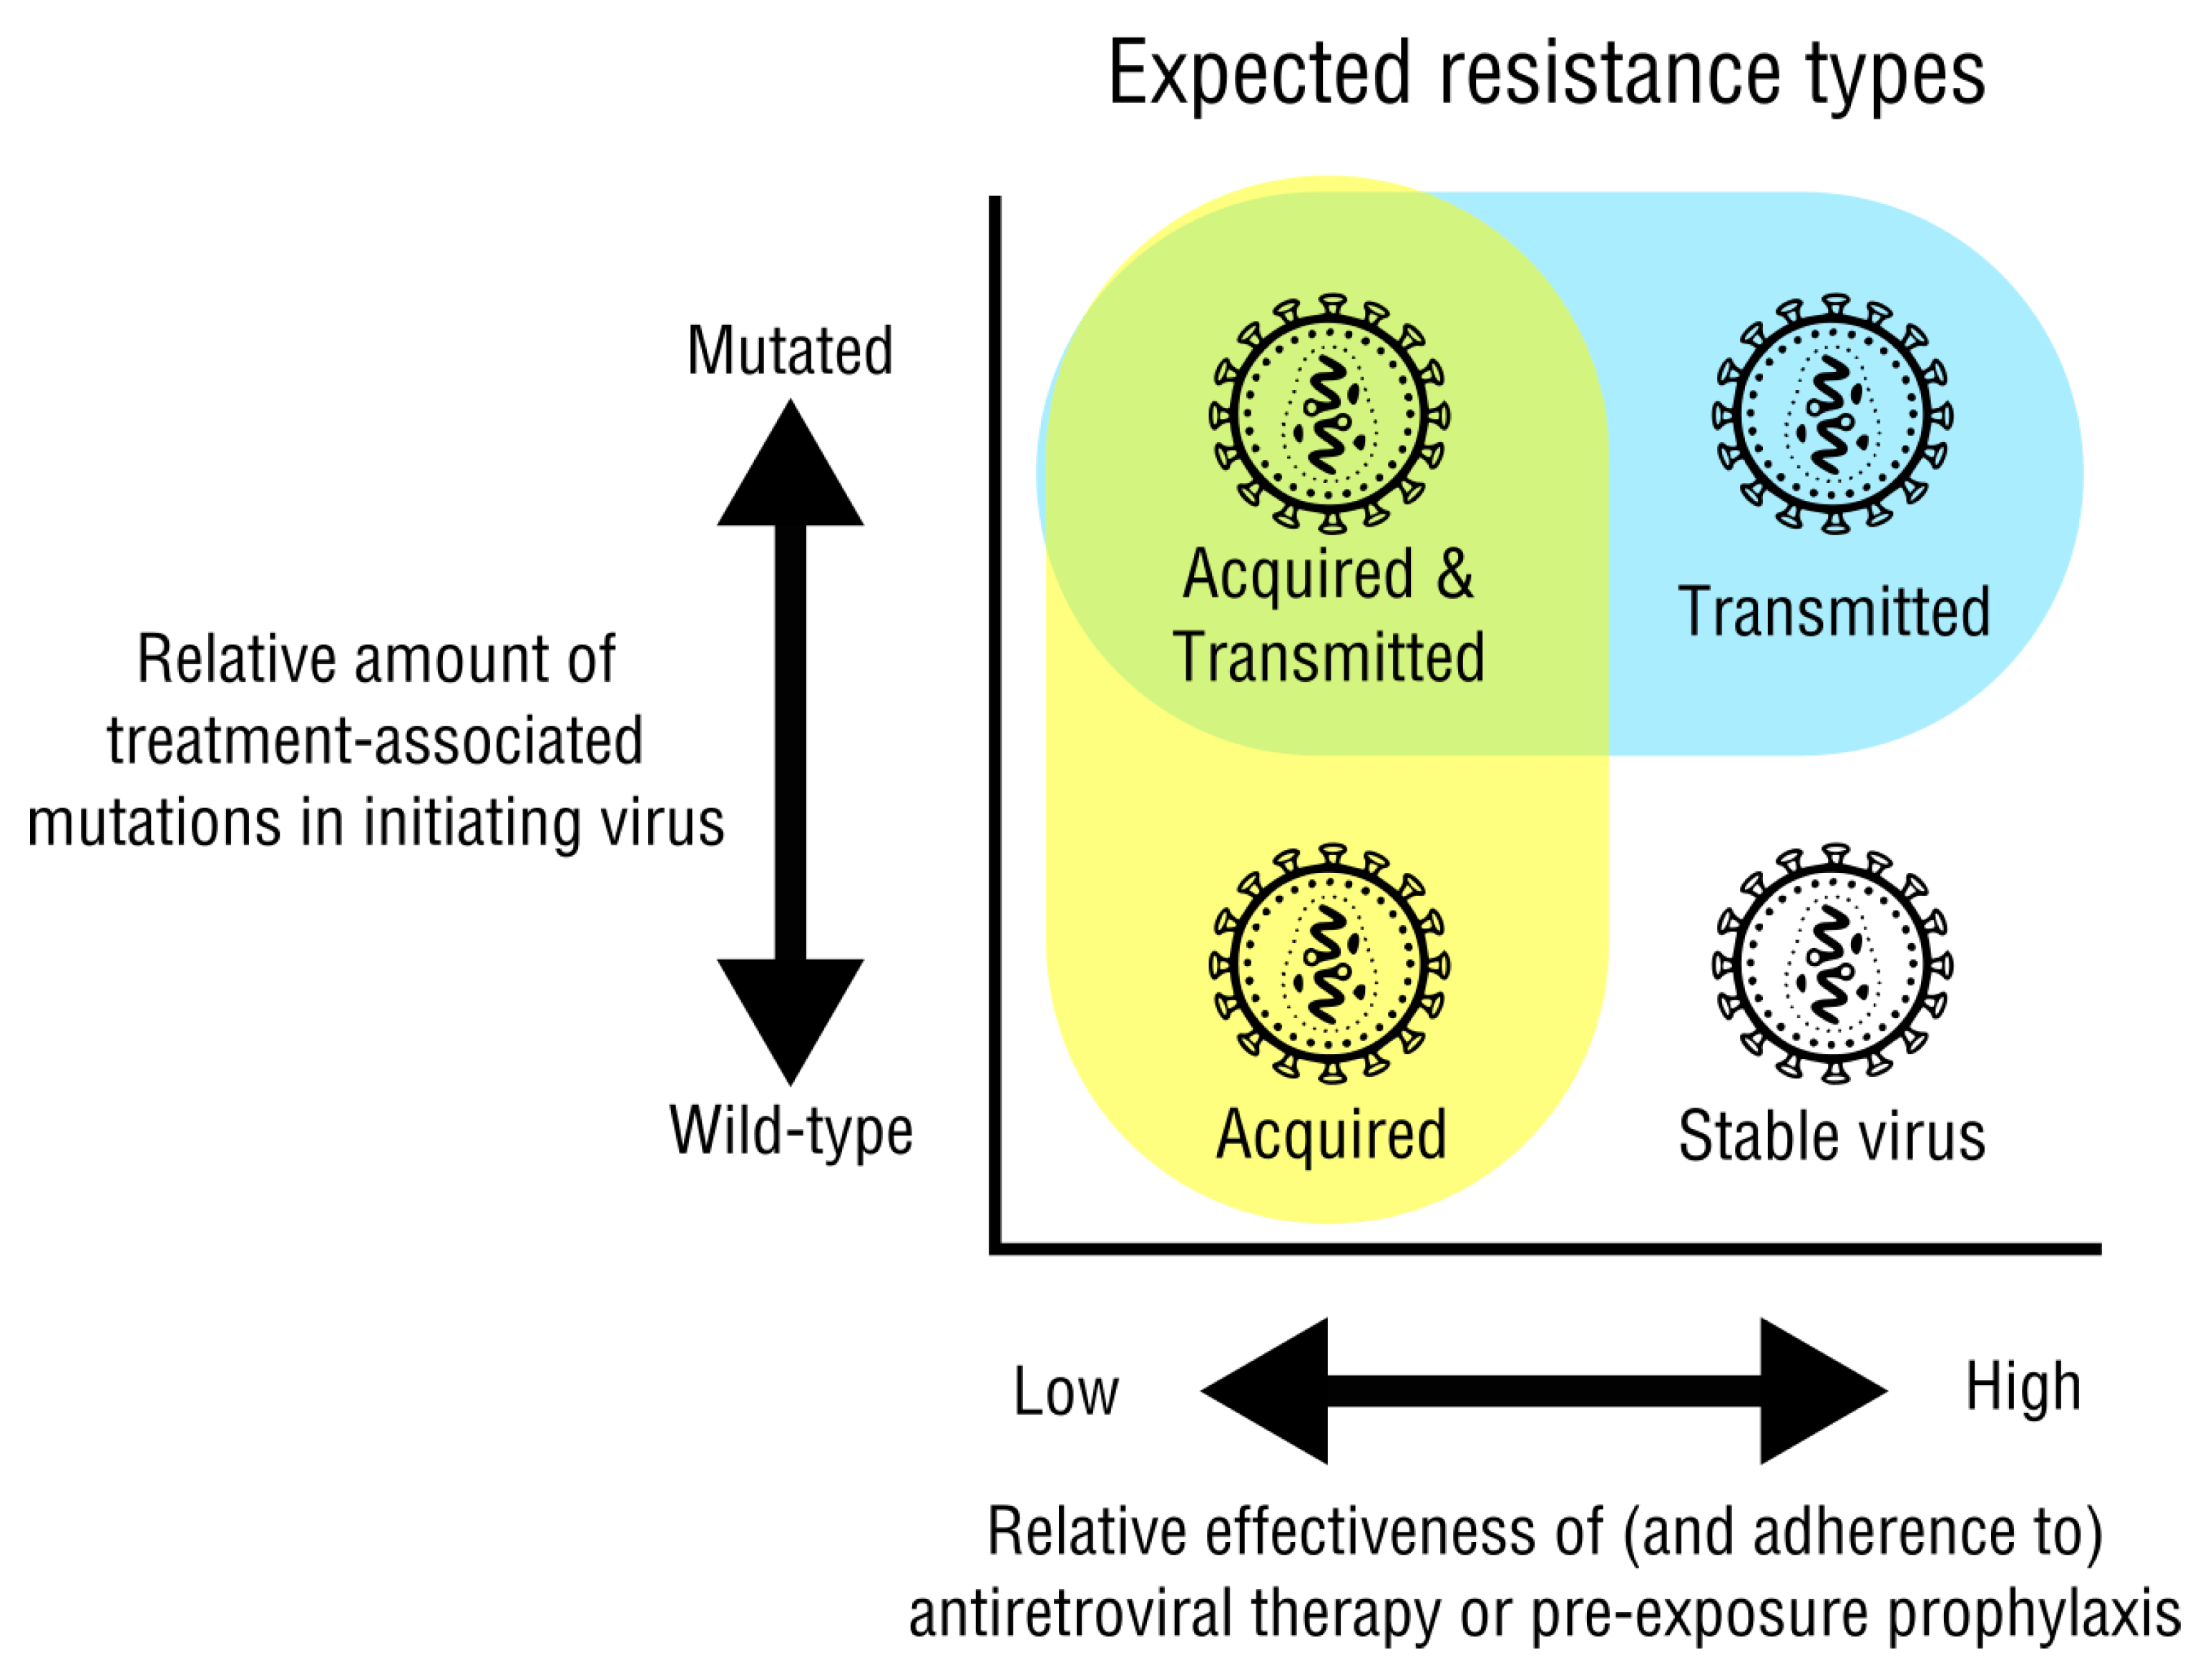 Expected resistance types
Mutated
Relative amount of
treatment-associated
mutations in initiating virus
Wild-type
Acquired &
Transmitted
Transmitted
Acquired
Stable virus
Low
High
Relative effectiveness of (and adherence to)
antiretroviral therapy or pre-exposure prophylaxis